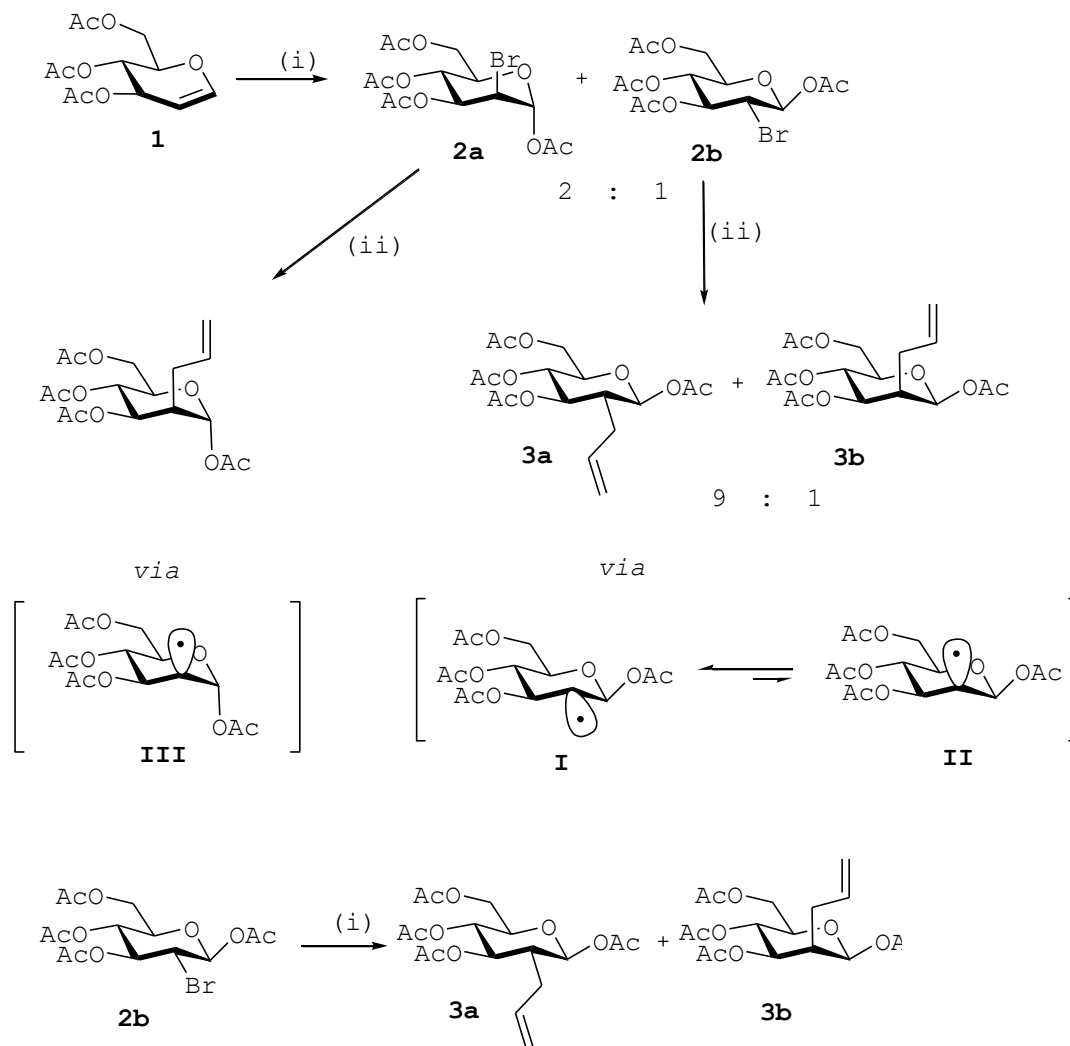 AcO AcO AcO O
1
(i)
AcO AcO AcO Br O OAc
2a
+
AcO AcO AcO O OAc Br
2b
2 : 1
(ii)
(ii)
AcO AcO AcO O OAc
AcO AcO AcO O OAc
3a
+
AcO AcO AcO O OAc
3b
9 : 1
via
via
AcO AcO AcO O OAc
III
AcO AcO AcO O OAc
I
AcO AcO AcO O OAc
II
AcO AcO AcO O OAc Br
2b
(i)
AcO AcO AcO O OAc
3a
+
AcO AcO AcO O
3b